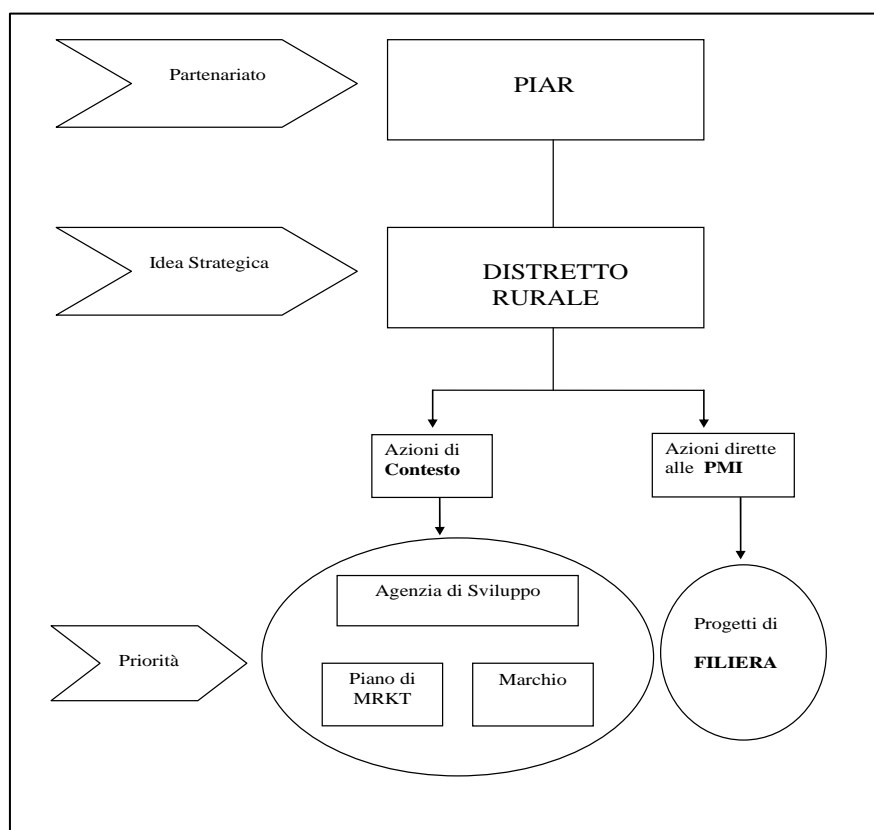 Partenariato
PIAR
Idea Strategica
DISTRETTO
RURALE
Azioni di
Contesto
Azioni dirette
alle PMI
Agenzia di Sviluppo
Progetti di
FILIERA
Priorità
Piano di
MRKT
Marchio